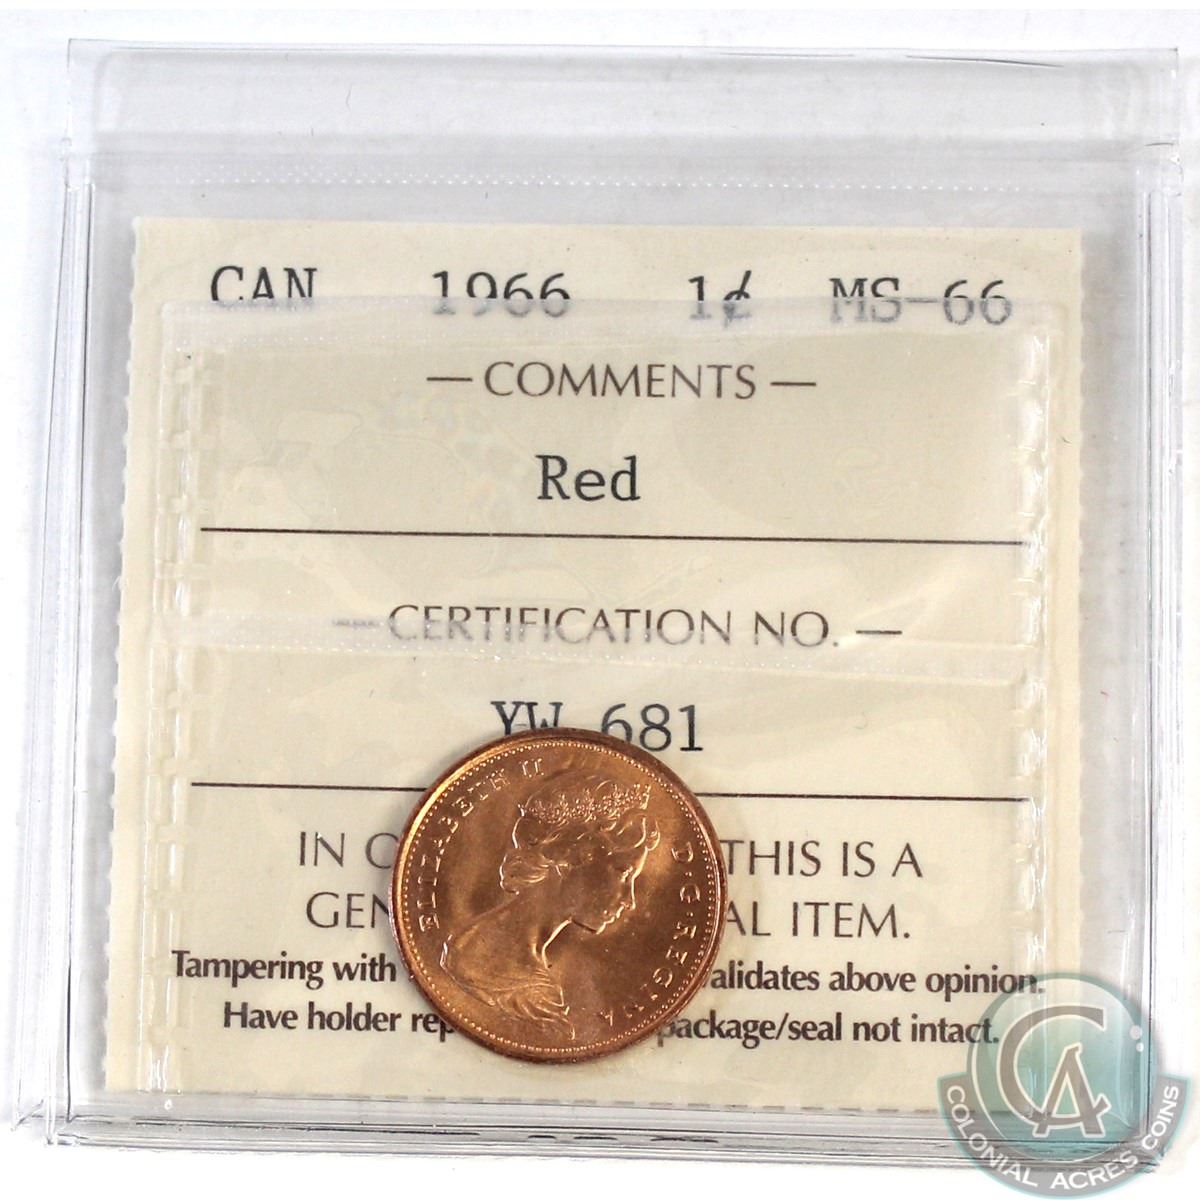 CAN 1966 1¢ MS-66
— COMMENTS —
Red
— CERTIFICATION NO. —
YW 681
IN O THIS IS A
GEN AL ITEM.
Tampering with alidates above opinion.
Have holder rep package/seal not intact.
ELIZABETH II D·G·REGINA
CA
COLONIAL ACRES COINS